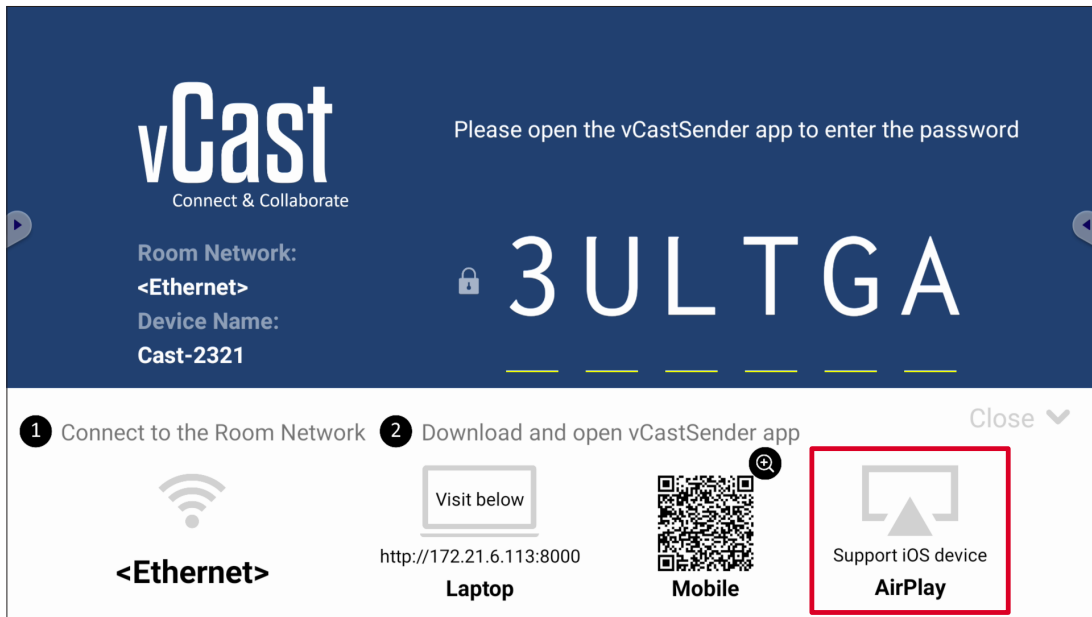 vCast
Connect & Collaborate
Please open the vCastSender app to enter the password
Room Network:
<Ethernet>
Device Name:
Cast-2321
3ULTGA
Close
1 Connect to the Room Network
2 Download and open vCastSender app
<Ethernet>
Visit below
http://172.21.6.113:8000
Laptop
Mobile
Support iOS device
AirPlay